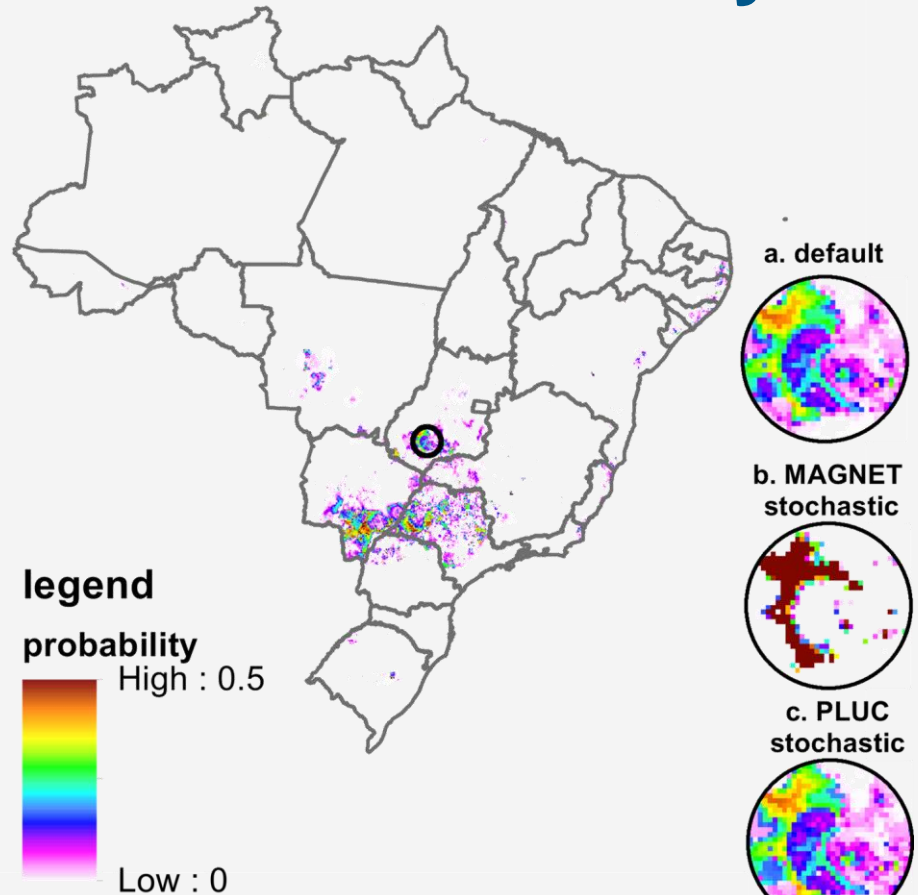 a. default
b. MAGNET
stochastic
c. PLUC
stochastic
legend
probability
High : 0.5
Low : 0